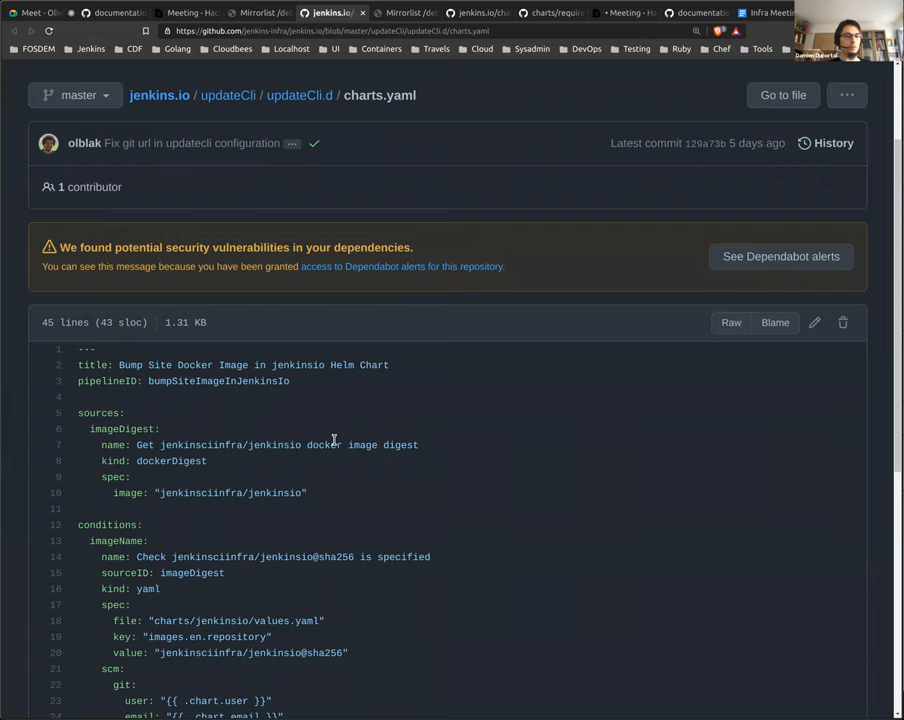 Meet - Oliv
documentatio
Meeting - Hac
Mirrorlist /de
jenkins.io/
Mirrorlist /de
jenkins.io/cha
charts/require
• Meeting - Ha
documentatio
Infra Meetin
https://github.com/jenkins-infra/jenkins.io/blob/master/updateCli/updateCli.d/charts.yaml
FOSDEM Jenkins CDF Golang Cloudbees Localhost UI Containers Travels Cloud Sysadmin DevOps Testing Ruby Chef Tools
Damien Duportal
master
jenkins.io / updateCli / updateCli.d / charts.yaml
Go to file
...
olblak Fix git url in updatecli configuration ...
Latest commit 129a73b 5 days ago
History
1 contributor
We found potential security vulnerabilities in your dependencies.
You can see this message because you have been granted access to Dependabot alerts for this repository.
See Dependabot alerts
45 lines (43 sloc) 1.31 KB
Raw Blame
1 ---
2 title: Bump Site Docker Image in jenkinsio Helm Chart
3 pipelineID: bumpSiteImageInJenkinsIo
4
5 sources:
6 imageDigest:
7 name: Get jenkinsciinfra/jenkinsio docker image digest
8 kind: dockerDigest
9 spec:
10 image: "jenkinsciinfra/jenkinsio"
11
12 conditions:
13 imageName:
14 name: Check jenkinsciinfra/jenkinsio@sha256 is specified
15 sourceID: imageDigest
16 kind: yaml
17 spec:
18 file: "charts/jenkinsio/values.yaml"
19 key: "images.en.repository"
20 value: "jenkinsciinfra/jenkinsio@sha256"
21 scm:
22 git:
23 user: "{{ .chart.user }}"
24 email: "{{ .chart.email }}"